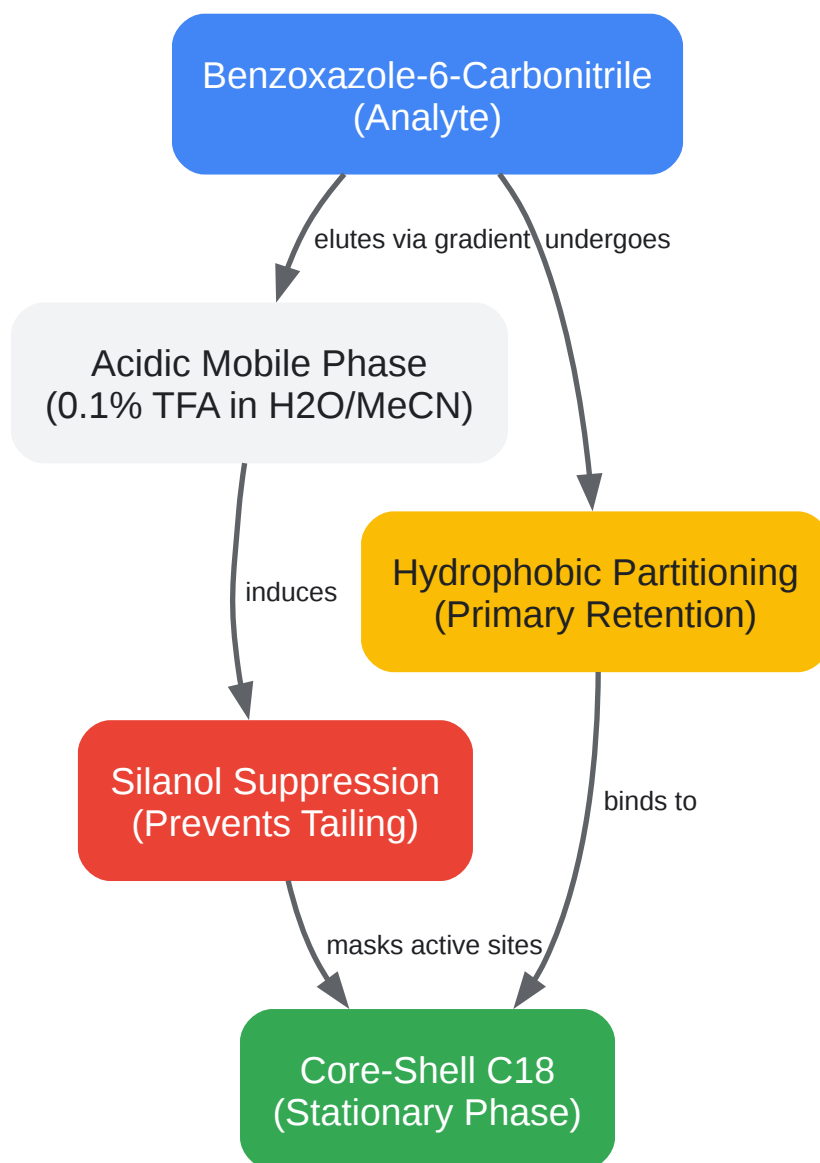 Benzoxazole-6-Carbonitrile
(Analyte)
elutes via gradient
undergoes
Acidic Mobile Phase
(0.1% TFA in H2O/MeCN)
Hydrophobic Partitioning
(Primary Retention)
induces
Silanol Suppression
(Prevents Tailing)
binds to
masks active sites
Core-Shell C18
(Stationary Phase)